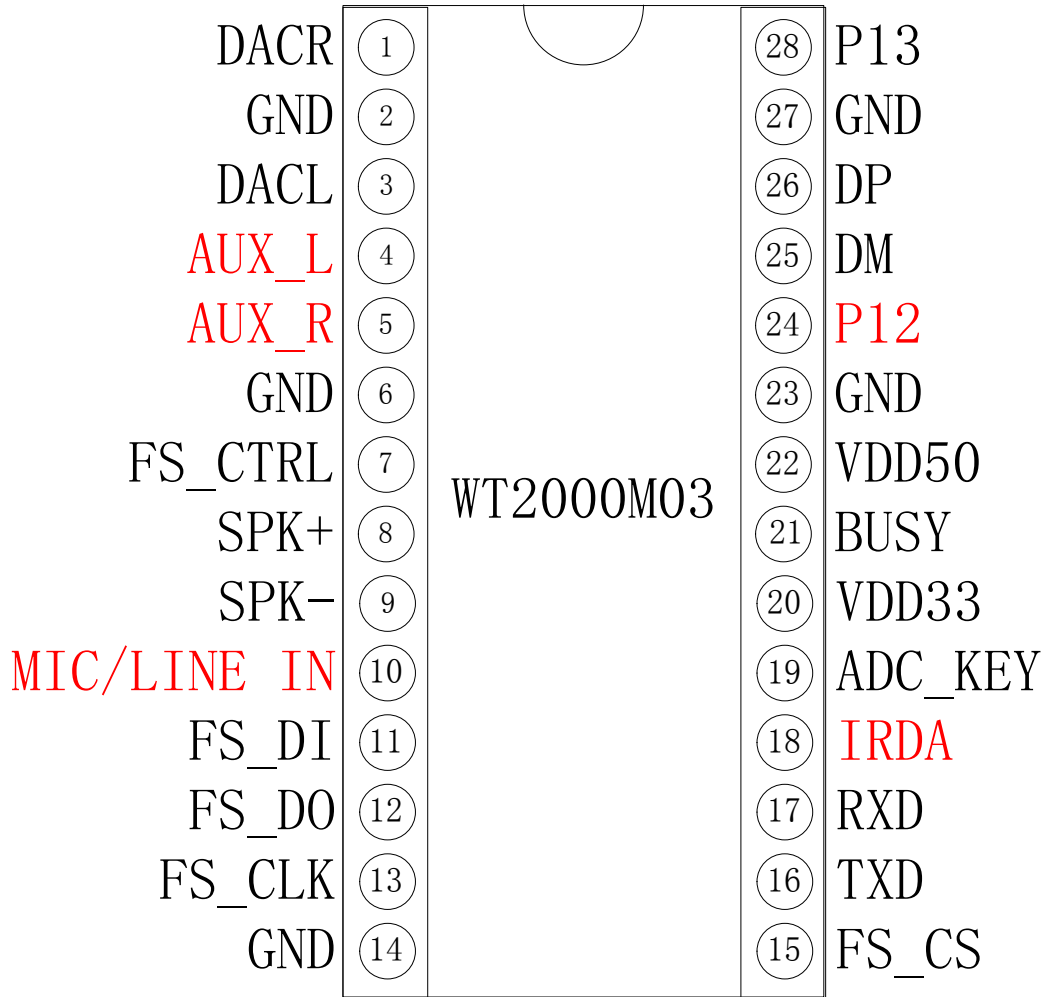 DACR 1 28 P13
GND 2 27 GND
DACL 3 26 DP
AUX_L 4 25 DM
AUX_R 5 24 P12
GND 6 23 GND
FS_CTRL 7 22 VDD50
WT2000M03
SPK+ 8 21 BUSY
SPK- 9 20 VDD33
MIC/LINE IN 10 19 ADC_KEY
FS_DI 11 18 IRDA
FS_DO 12 17 RXD
FS_CLK 13 16 TXD
GND 14 15 FS_CS